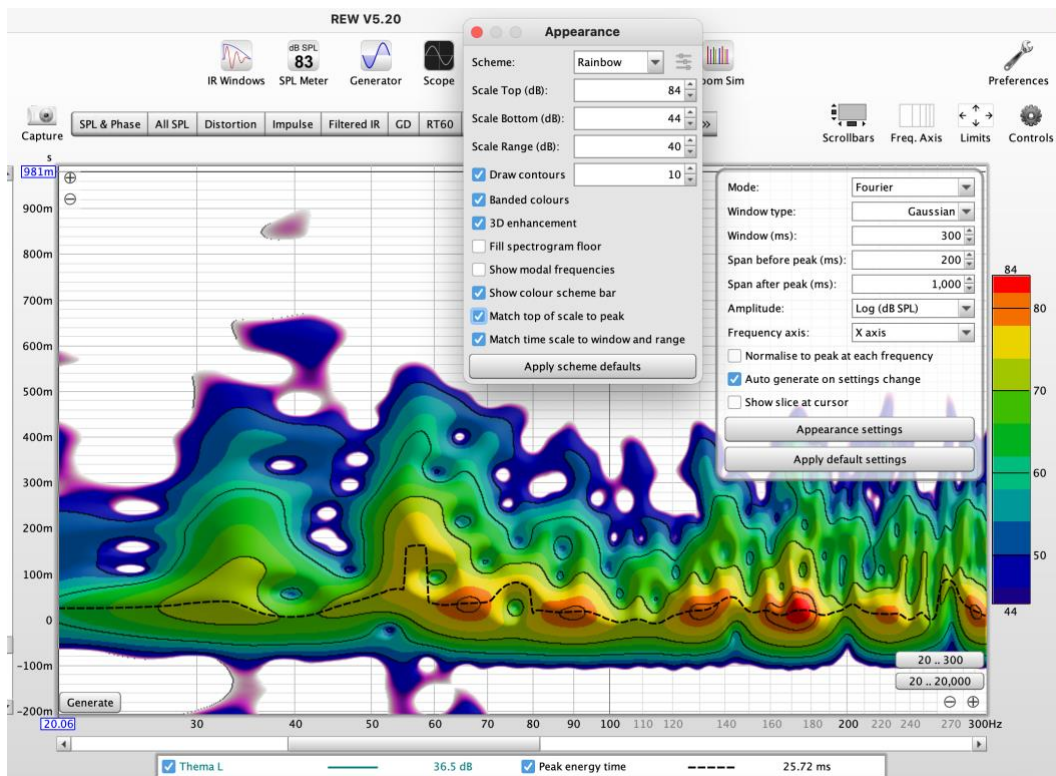 REW V5.20
Appearance
IR Windows
dB SPL
83
SPL Meter
Generator
Scope
oom Sim
Preferences
Capture
SPL & Phase
All SPL
Distortion
Impulse
Filtered IR
GD
RT60
»
Scrollbars
Freq. Axis
Limits
Controls
Scheme: Rainbow
Scale Top (dB): 84
Scale Bottom (dB): 44
Scale Range (dB): 40
Draw contours 10
Banded colours
3D enhancement
Fill spectrogram floor
Show modal frequencies
Show colour scheme bar
Match top of scale to peak
Match time scale to window and range
Apply scheme defaults
Mode: Fourier
Window type: Gaussian
Window (ms): 300
Span before peak (ms): 200
Span after peak (ms): 1,000
Amplitude: Log (dB SPL)
Frequency axis: X axis
Normalise to peak at each frequency
Auto generate on settings change
Show slice at cursor
Appearance settings
Apply default settings
s
981m
900m
800m
700m
600m
500m
400m
300m
200m
100m
0
-100m
-200m
84
80
70
60
50
44
Generate
20 .. 300
20 .. 20,000
20.06 30 40 50 60 70 80 90 100 110 120 140 160 180 200 220 240 270 300Hz
Thema L 36.5 dB Peak energy time 25.72 ms